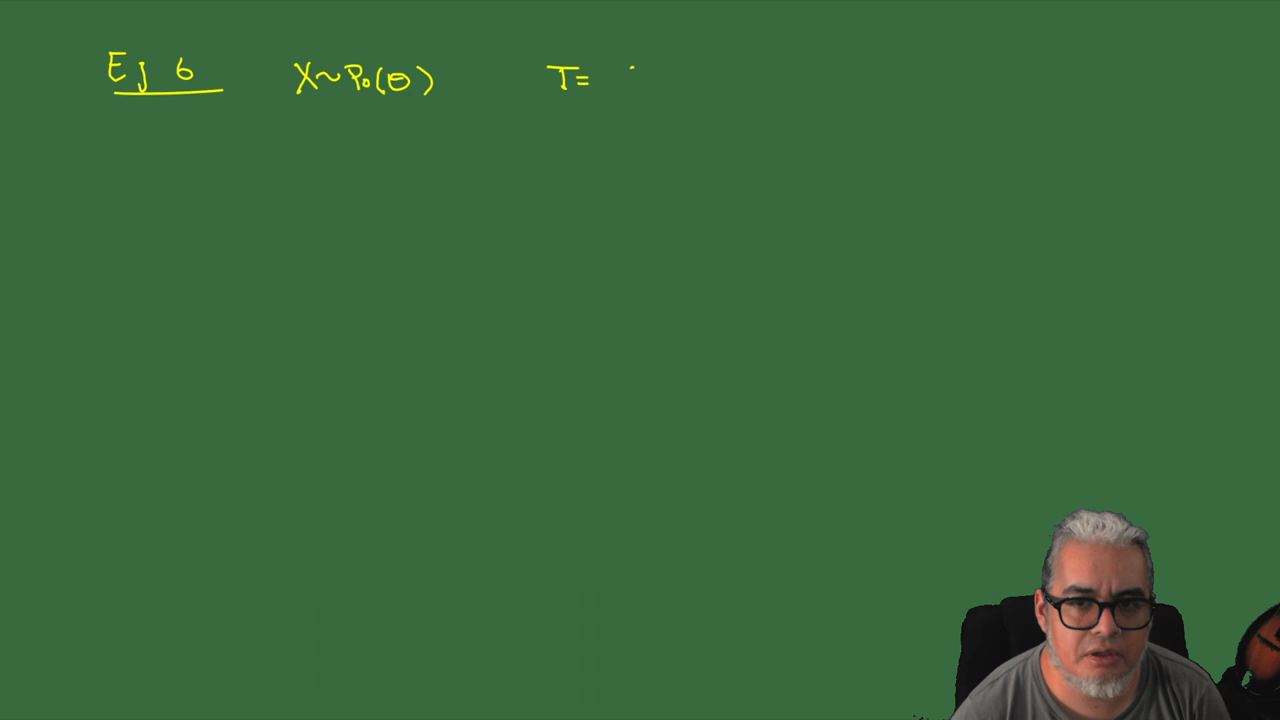 Ej 6 X~Po(θ) T=